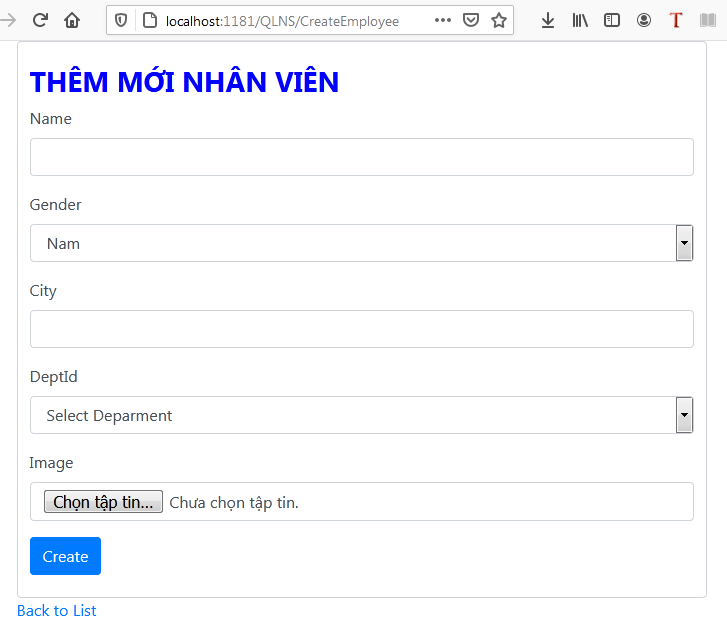 localhost:1181/QLNS/CreateEmployee
THÊM MỚI NHÂN VIÊN
Name
Gender
Nam
City
DeptId
Select Deparment
Image
Chọn tập tin... Chưa chọn tập tin.
Create
Back to List